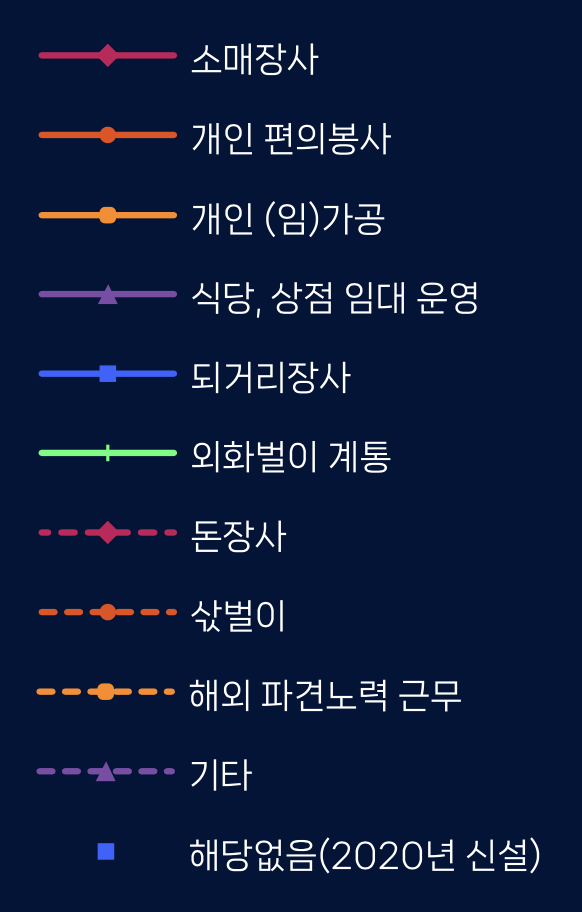 소매장사
개인 편의봉사
개인 (임)가공
식당, 상점 임대 운영
되거리장사
외화벌이 계통
돈장사
삯벌이
해외 파견노력 근무
기타
해당없음(2020년 신설)